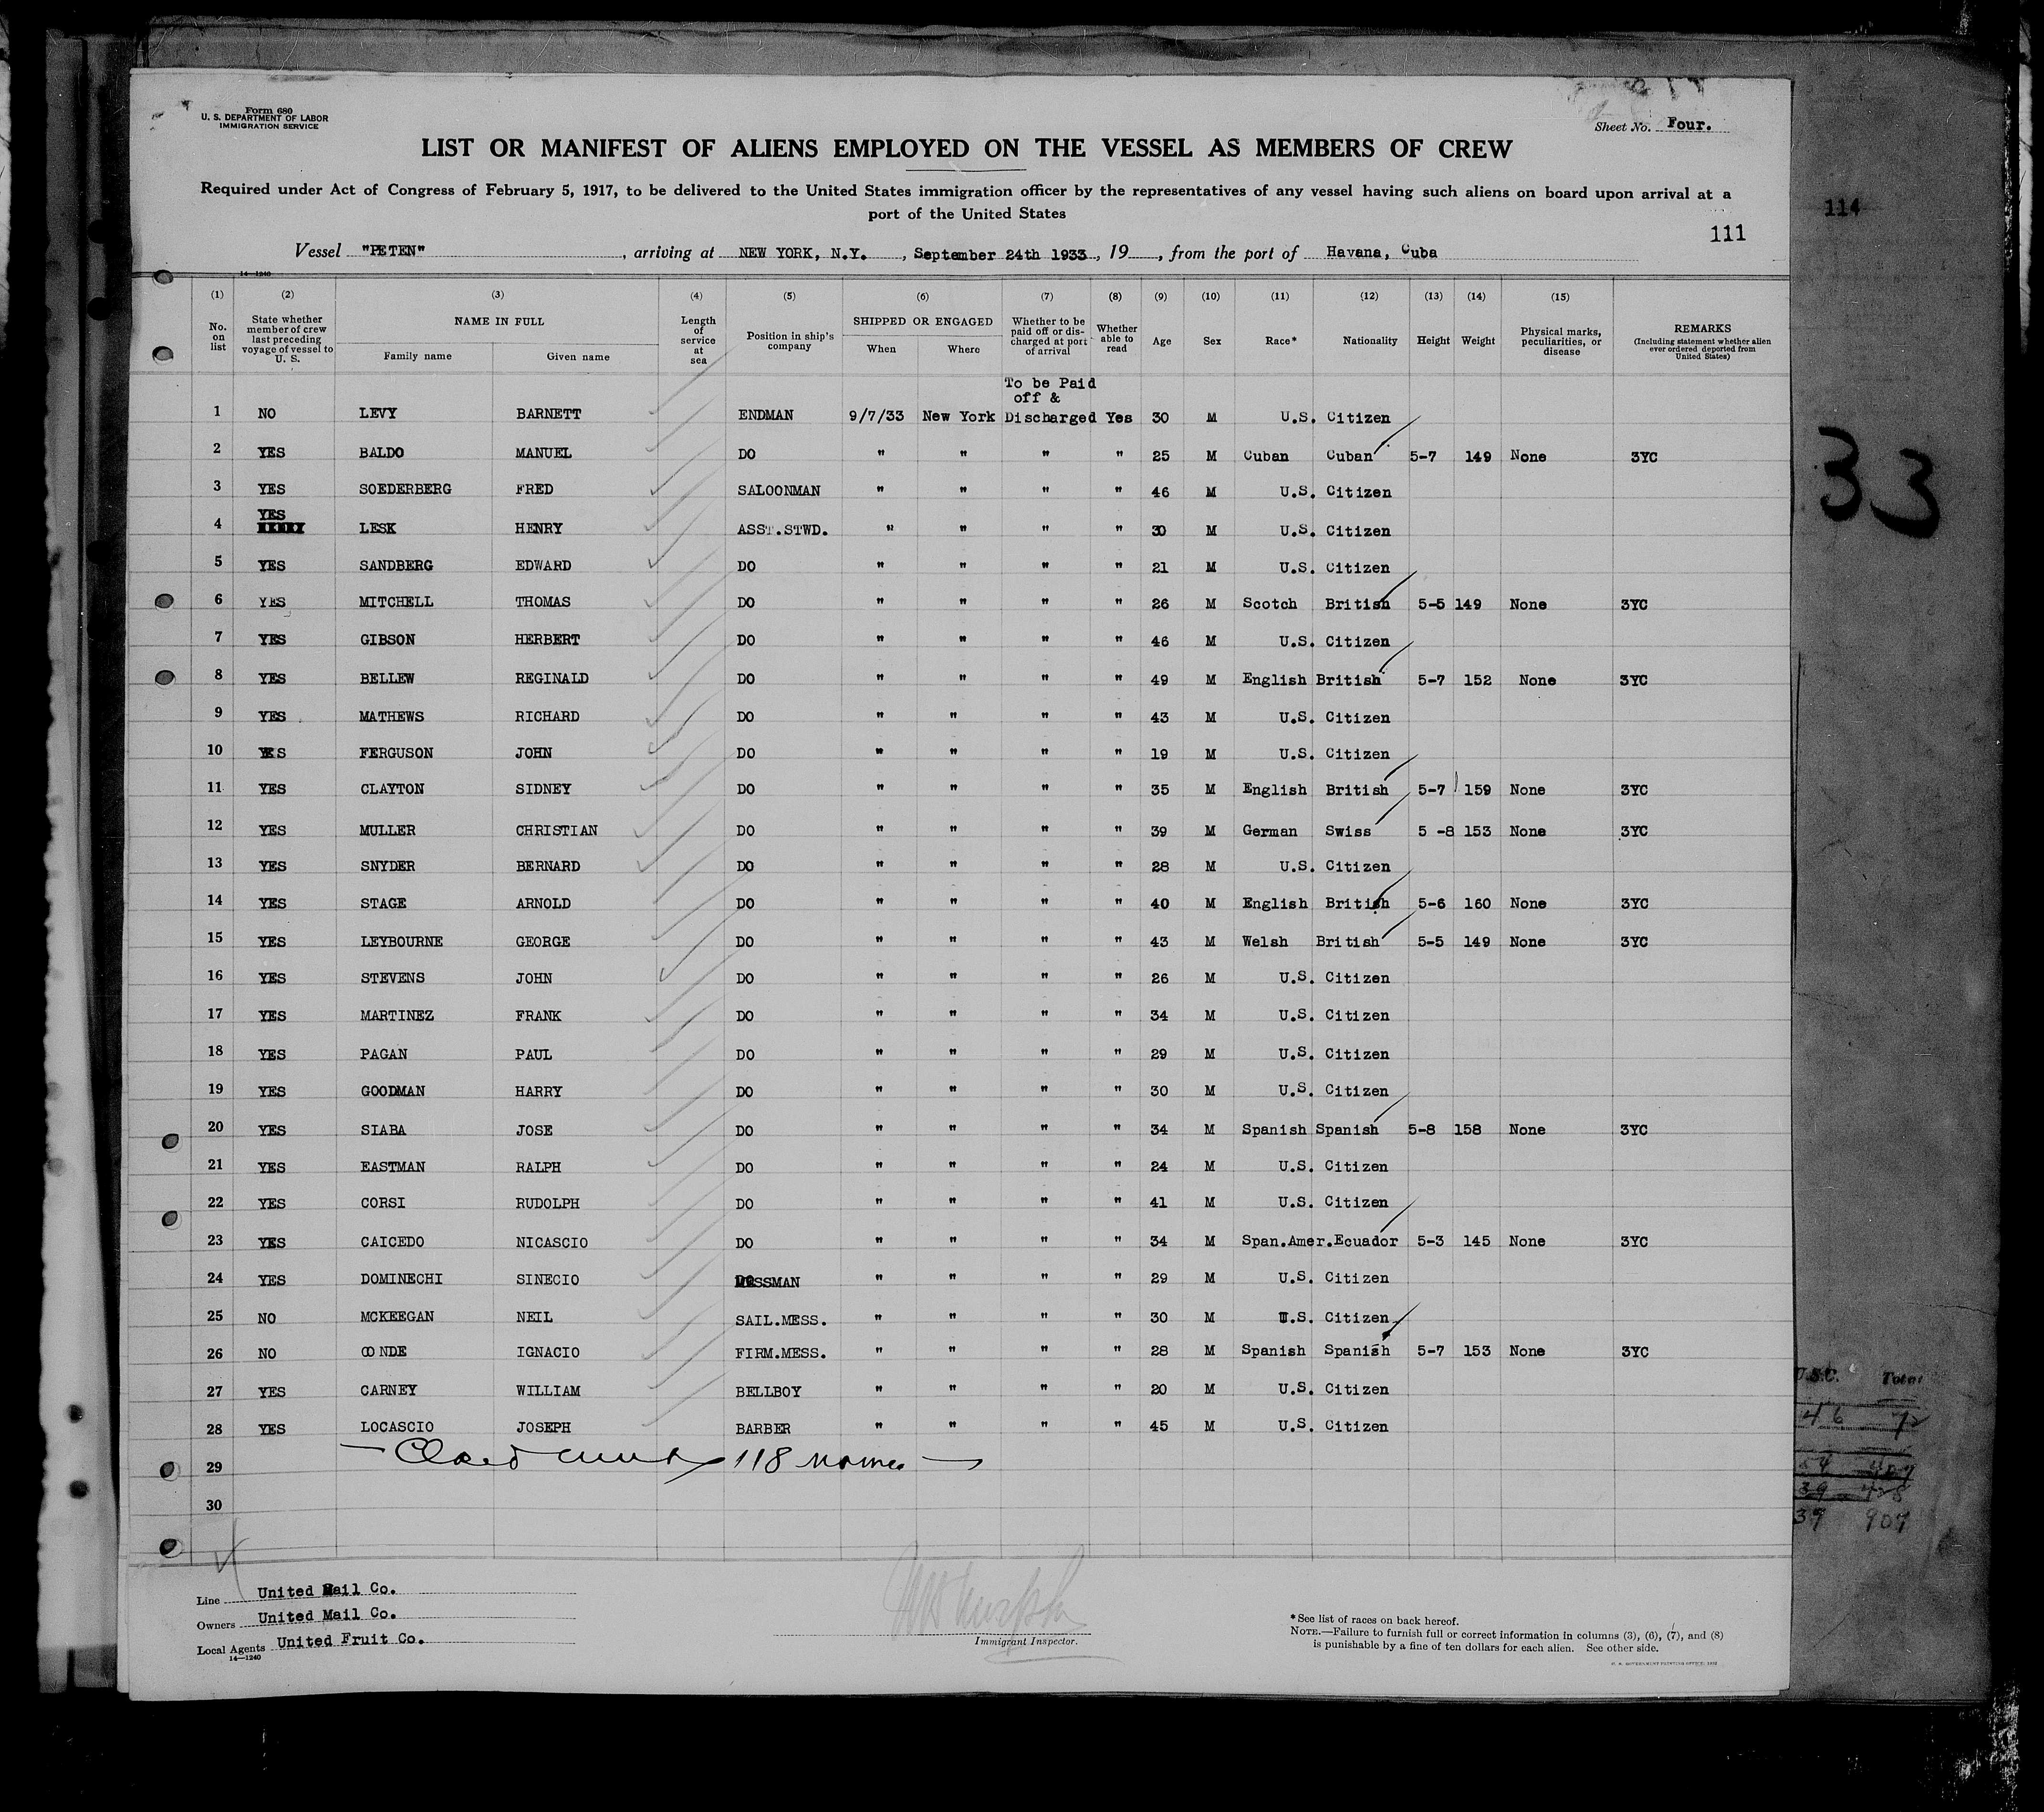 Form 680
U. S. DEPARTMENT OF LABOR
IMMIGRATION SERVICE
Sheet No. Four.
LIST OR MANIFEST OF ALIENS EMPLOYED ON THE VESSEL AS MEMBERS OF CREW
Required under Act of Congress of February 5, 1917, to be delivered to the United States immigration officer by the representatives of any vessel having such aliens on board upon arrival at a
port of the United States
114
111
Vessel "PETEN", arriving at NEW YORK, N.Y., September 24th 1933, 19, from the port of Havana, Cuba
14-1240
(1) (2) (3) (4) (5) (6) (7) (8) (9) (10) (11) (12) (13) (14) (15)
No. on list State whether member of crew last preceding voyage of vessel to U. S. NAME IN FULL Family name Given name Length of service at sea Position in ship's company SHIPPED OR ENGAGED When Where Whether to be paid off or discharged at port of arrival Whether able to read Age Sex Race* Nationality Height Weight Physical marks, peculiarities, or disease REMARKS (Including statement whether alien ever ordered deported from United States)
To be Paid
off &
1 NO LEVY BARNETT ENDMAN 9/7/33 New York Discharged Yes 30 M U.S. Citizen
2 YES BALDO MANUEL DO " " " " 25 M Cuban Cuban 5-7 149 None 3YC
3 YES SOEDERBERG FRED SALOONMAN " " " " 46 M U.S. Citizen
4 YES LESK HENRY ASST.STWD. " " " " 30 M U.S. Citizen
5 YES SANDBERG EDWARD DO " " " " 21 M U.S. Citizen
6 YES MITCHELL THOMAS DO " " " " 26 M Scotch British 5-5 149 None 3YC
7 YES GIBSON HERBERT DO " " " " 46 M U.S. Citizen
8 YES BELLEW REGINALD DO " " " " 49 M English British 5-7 152 None 3YC
9 YES MATHEWS RICHARD DO " " " " 43 M U.S. Citizen
10 YES FERGUSON JOHN DO " " " " 19 M U.S. Citizen
11 YES CLAYTON SIDNEY DO " " " " 35 M English British 5-7 159 None 3YC
12 YES MULLER CHRISTIAN DO " " " " 39 M German Swiss 5 -8 153 None 3YC
13 YES SNYDER BERNARD DO " " " " 28 M U.S. Citizen
14 YES STAGE ARNOLD DO " " " " 40 M English British 5-6 160 None 3YC
15 YES LEYBOURNE GEORGE DO " " " " 43 M Welsh British 5-5 149 None 3YC
16 YES STEVENS JOHN DO " " " " 26 M U.S. Citizen
17 YES MARTINEZ FRANK DO " " " " 34 M U.S. Citizen
18 YES PAGAN PAUL DO " " " " 29 M U.S. Citizen
19 YES GOODMAN HARRY DO " " " " 30 M U.S. Citizen
20 YES SIABA JOSE DO " " " " 34 M Spanish Spanish 5-8 158 None 3YC
21 YES EASTMAN RALPH DO " " " " 24 M U.S. Citizen
22 YES CORSI RUDOLPH DO " " " " 41 M U.S. Citizen
23 YES CAICEDO NICASCIO DO " " " " 34 M Span.Amer.Ecuador 5-3 145 None 3YC
24 YES DOMINECHI SINECIO MESSMAN " " " " 29 M U.S. Citizen
25 NO MCKEEGAN NEIL SAIL.MESS. " " " " 30 M U.S. Citizen
26 NO CONDE IGNACIO FIRM.MESS. " " " " 28 M Spanish Spanish 5-7 153 None 3YC
27 YES CARNEY WILLIAM BELLBOY " " " " 20 M U.S. Citizen
28 YES LOCASCIO JOSEPH BARBER " " " " 45 M U.S. Citizen
29 118 names
30
33
U.S.C. Total
46 72
54
39
39 907
Line United Mail Co.
Owners United Mail Co.
Local Agents United Fruit Co.
14-1240
Immigrant Inspector.
*See list of races on back hereof.
NOTE.—Failure to furnish full or correct information in columns (3), (6), (7), and (8)
is punishable by a fine of ten dollars for each alien. See other side.